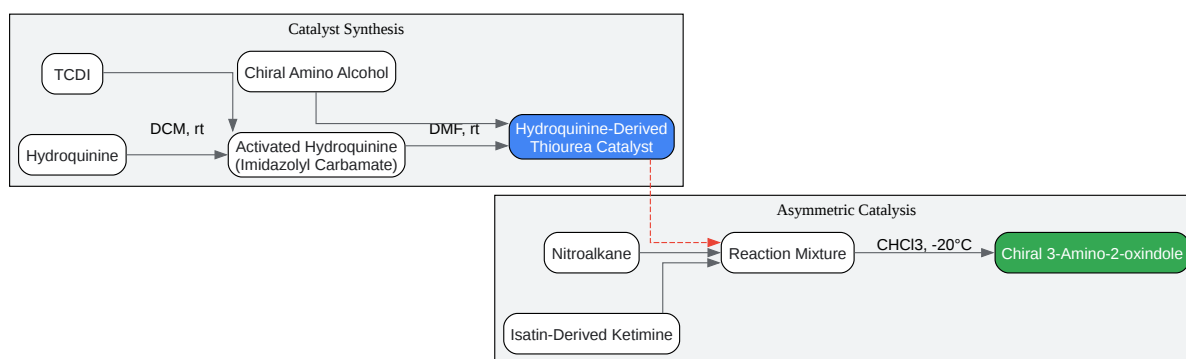 Catalyst Synthesis
TCDI
Chiral Amino Alcohol
DCM, rt
DMF, rt
Hydroquinine
Activated Hydroquinine
(Imidazolyl Carbamate)
Hydroquinine-Derived
Thiourea Catalyst
Asymmetric Catalysis
Nitroalkane
Reaction Mixture
CHCl3, -20°C
Chiral 3-Amino-2-oxindole
Isatin-Derived Ketimine